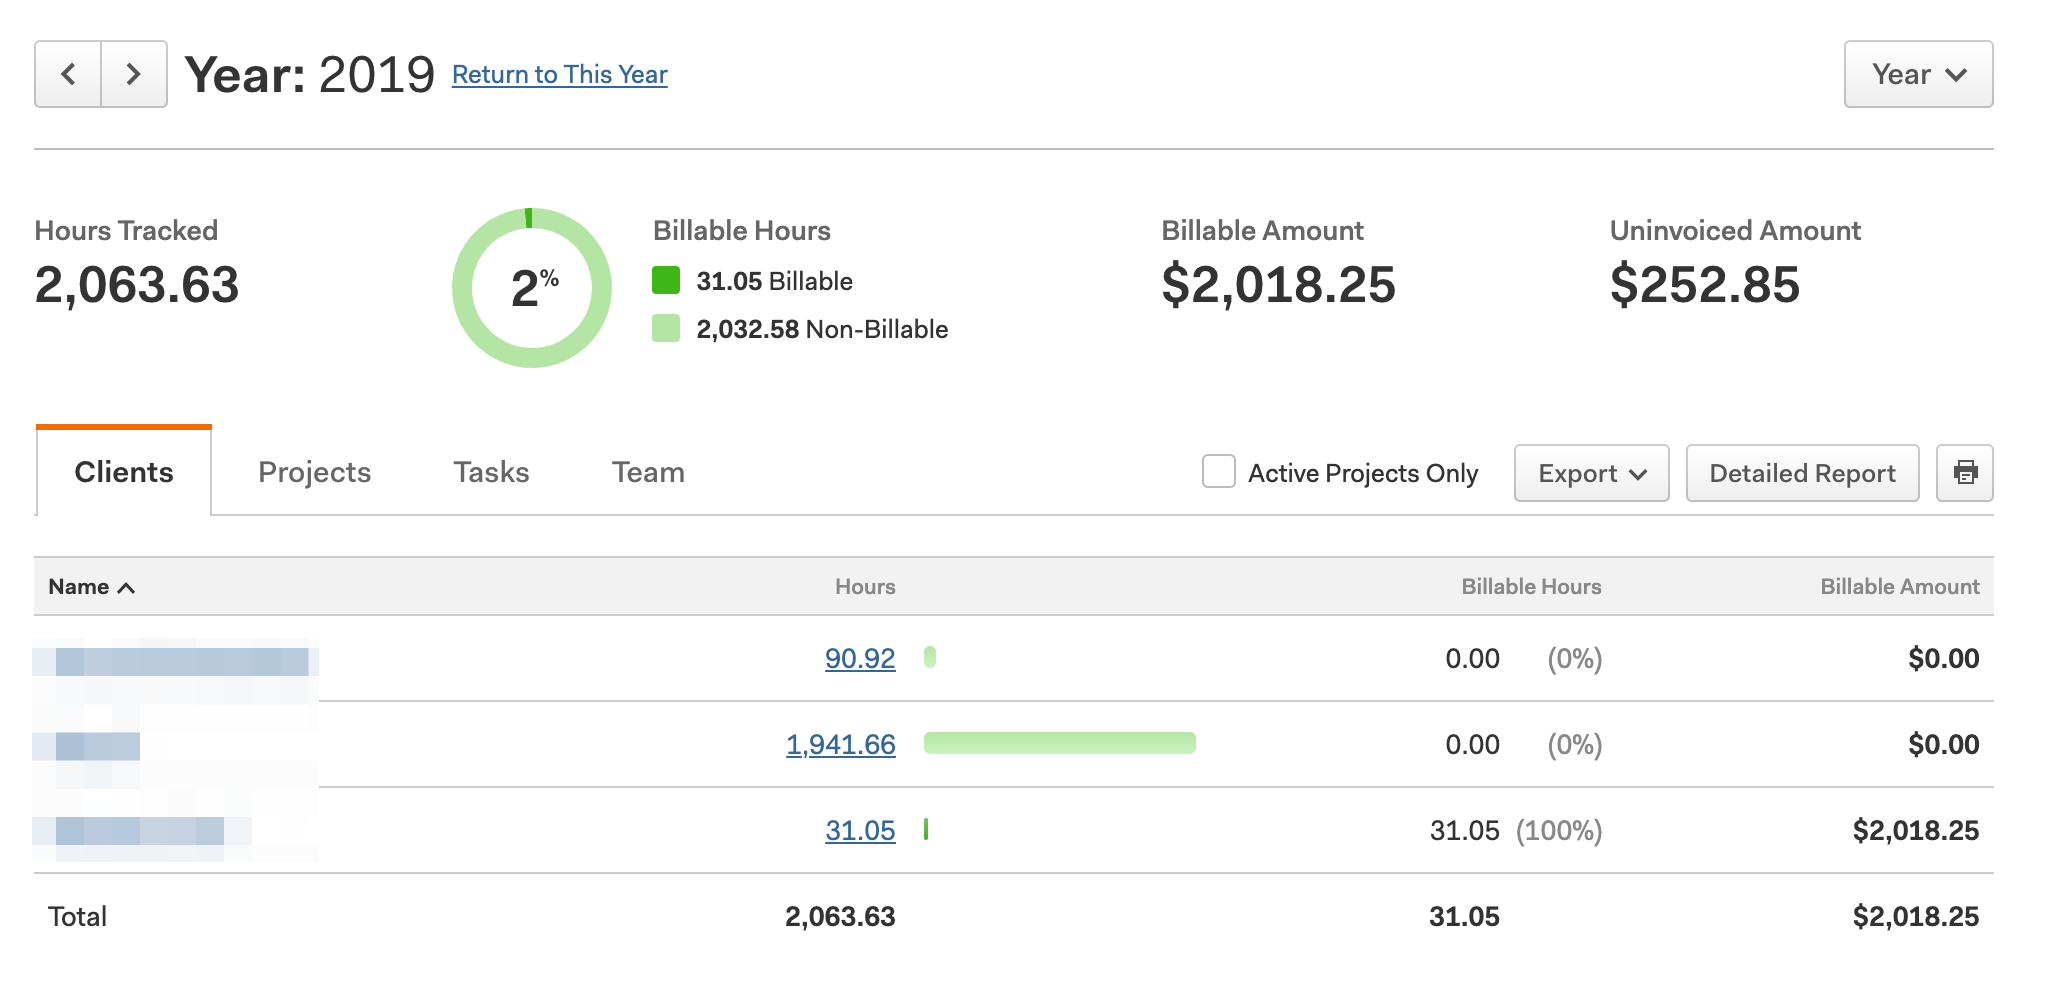 Year: 2019 Return to This Year Year
Hours Tracked
2,063.63
2%
Billable Hours
31.05 Billable
2,032.58 Non-Billable
Billable Amount
$2,018.25
Uninvoiced Amount
$252.85
Clients Projects Tasks Team Active Projects Only Export Detailed Report
Name Hours Billable Hours Billable Amount
90.92 0.00 (0%) $0.00
1,941.66 0.00 (0%) $0.00
31.05 31.05 (100%) $2,018.25
Total 2,063.63 31.05 $2,018.25